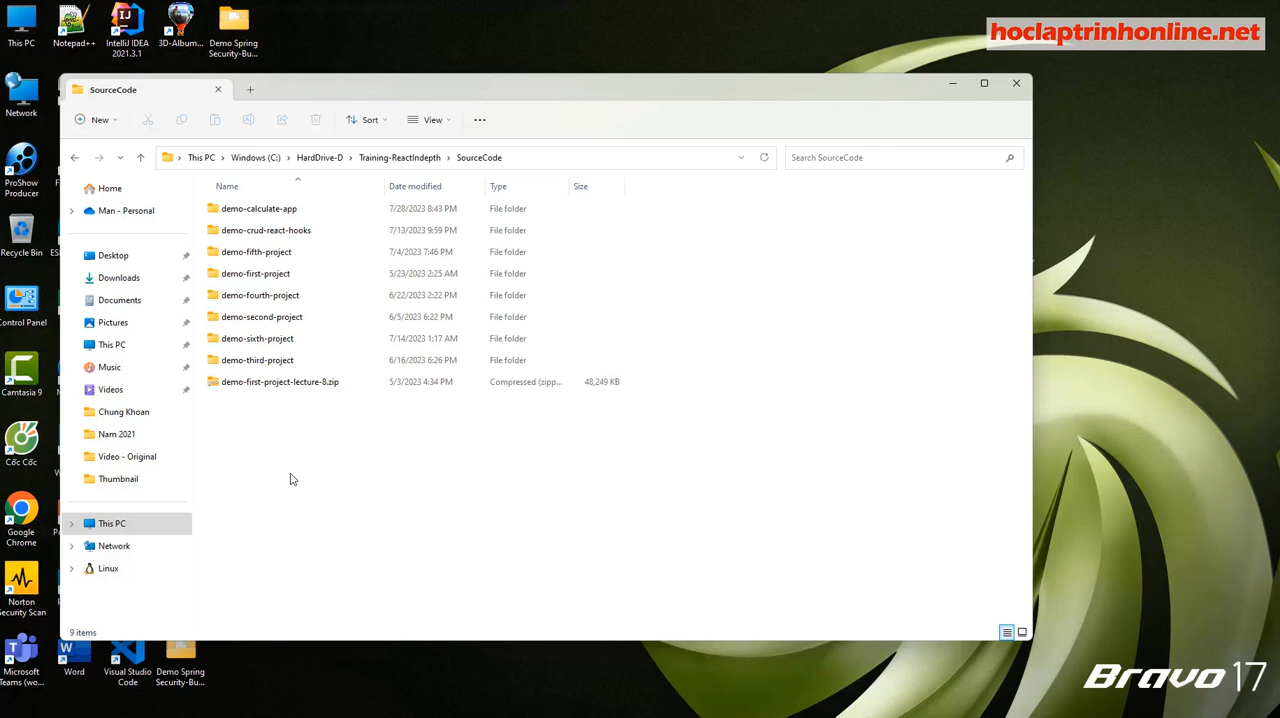 hoclaptrinhonline.net
This PC
Notepad++
IntelliJ IDEA
2021.3.1
3D-Album...
Demo Spring
Security-Bu...
Network
ProShow
Producer
Recycle Bin
Control Panel
Camtasia 9
Cốc Cốc
Google
Chrome
Norton
Security Scan
Microsoft
Teams (wo...
Word
Visual Studio
Code
Demo Spring
Security-Bu...
SourceCode
New
Sort
View
This PC > Windows (C:) > HardDrive-D > Training-ReactIndepth > SourceCode
Search SourceCode
Home
Man - Personal
Desktop
Downloads
Documents
Pictures
This PC
Music
Videos
Chung Khoan
Nam 2021
Video - Original
Thumbnail
This PC
Network
Linux
Name Date modified Type Size
demo-calculate-app 7/28/2023 8:43 PM File folder
demo-crud-react-hooks 7/13/2023 9:59 PM File folder
demo-fifth-project 7/4/2023 7:46 PM File folder
demo-first-project 5/23/2023 2:25 AM File folder
demo-fourth-project 6/22/2023 2:22 PM File folder
demo-second-project 6/5/2023 6:22 PM File folder
demo-sixth-project 7/14/2023 1:17 AM File folder
demo-third-project 6/16/2023 6:26 PM File folder
demo-first-project-lecture-8.zip 5/3/2023 4:34 PM Compressed (zipp... 48,249 KB
9 items
Bravo 17